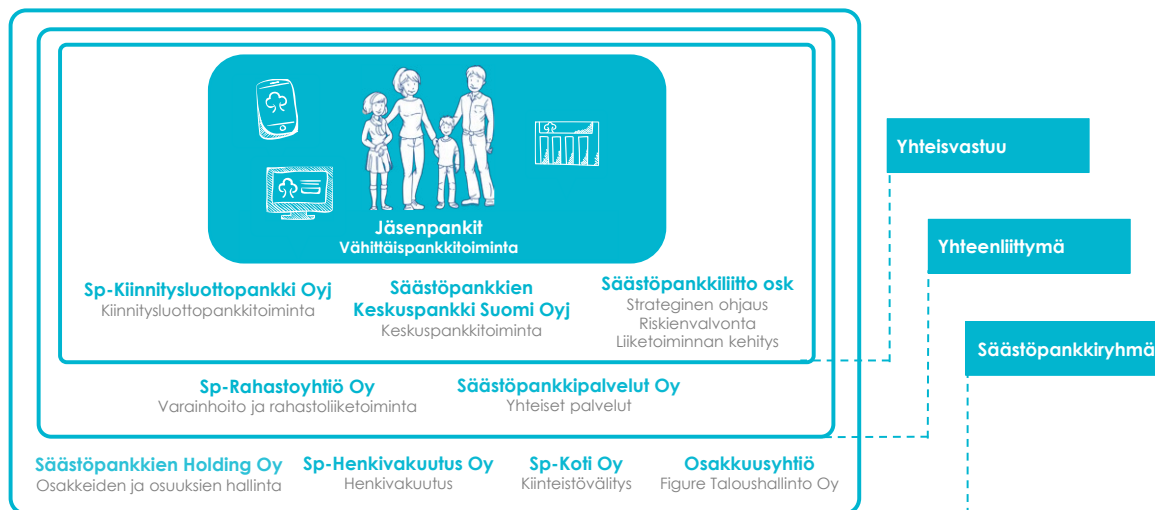 Jäsenpankit
Vähittäispankkitoiminta
Sp-Kiinnitysluottopankki Oyj
Kiinnitysluottopankkitoiminta
Säästöpankkien
Keskuspankki Suomi Oyj
Keskuspankkitoiminta
Säästöpankkiliitto osk
Strateginen ohjaus
Riskienvalvonta
Liiketoiminnan kehitys
Sp-Rahastoyhtiö Oy
Varainhoito ja rahastoliiketoiminta
Säästöpankkipalvelut Oy
Yhteiset palvelut
Säästöpankkien Holding Oy
Osakkeiden ja osuuksien hallinta
Sp-Henkivakuutus Oy
Henkivakuutus
Sp-Koti Oy
Kiinteistövälitys
Osakkuusyhtiö
Figure Taloushallinto Oy
Yhteisvastuu
Yhteenliittymä
Säästöpankkiryhmä